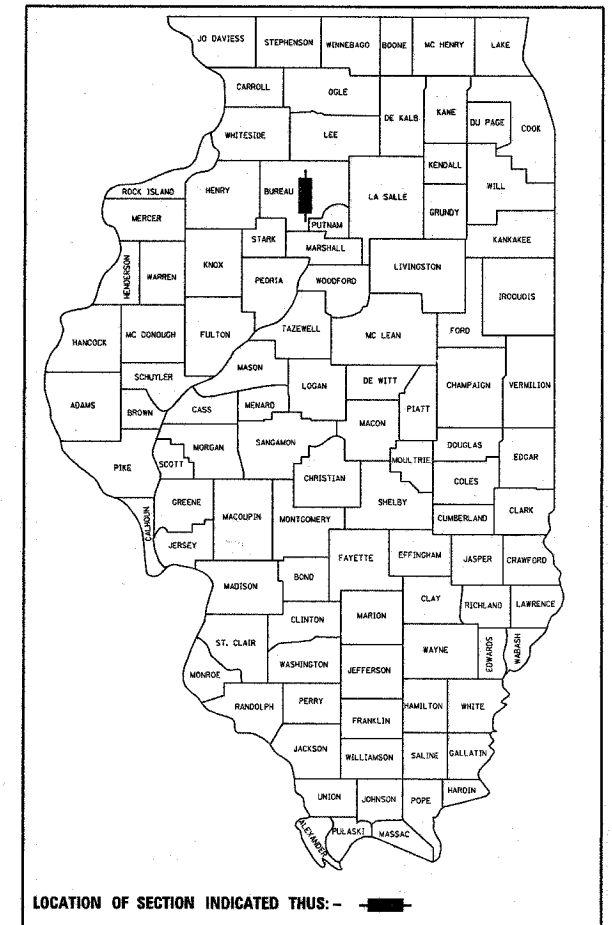 JO DAVIESS
STEPHENSON
WINNEBAGO
BOONE
MC HENRY
LAKE
CARROLL
OGLE
DE KALB
KANE
DU PAGE
COOK
WHITESIDE
LEE
KENDALL
WILL
ROCK ISLAND
HENRY
BUREAU
LA SALLE
GRUNDY
MERCER
PUTNAM
KANKAKEE
STARK
MARSHALL
HENDERSON
WARREN
KNOX
PEORIA
WOODFORD
LIVINGSTON
IROQUOIS
HANCOCK
MC DONOUGH
FULTON
TAZEWELL
MC LEAN
FORD
SCHUYLER
MASON
LOGAN
DE WITT
CHAMPAIGN
VERMILION
ADAMS
BROWN
CASS
MENARD
MACON
PIATT
PIKE
SCOTT
MORGAN
SANGAMON
MOULTRIE
DOUGLAS
EDGAR
CHRISTIAN
COLES
GREENE
MACOUPIN
MONTGOMERY
SHELBY
CUMBERLAND
CLARK
CALHOUN
JERSEY
FAYETTE
EFFINGHAM
JASPER
CRAWFORD
MADISON
BOND
CLAY
RICHLAND
LAWRENCE
CLINTON
MARION
ST. CLAIR
WAYNE
EDWARDS
WABASH
WASHINGTON
JEFFERSON
MONROE
RANDOLPH
PERRY
HAMILTON
WHITE
FRANKLIN
JACKSON
WILLIAMSON
SALINE
GALLATIN
UNION
JOHNSON
POPE
HARDIN
ALEXANDER
PULASKI
MASSAC
LOCATION OF SECTION INDICATED THUS: -